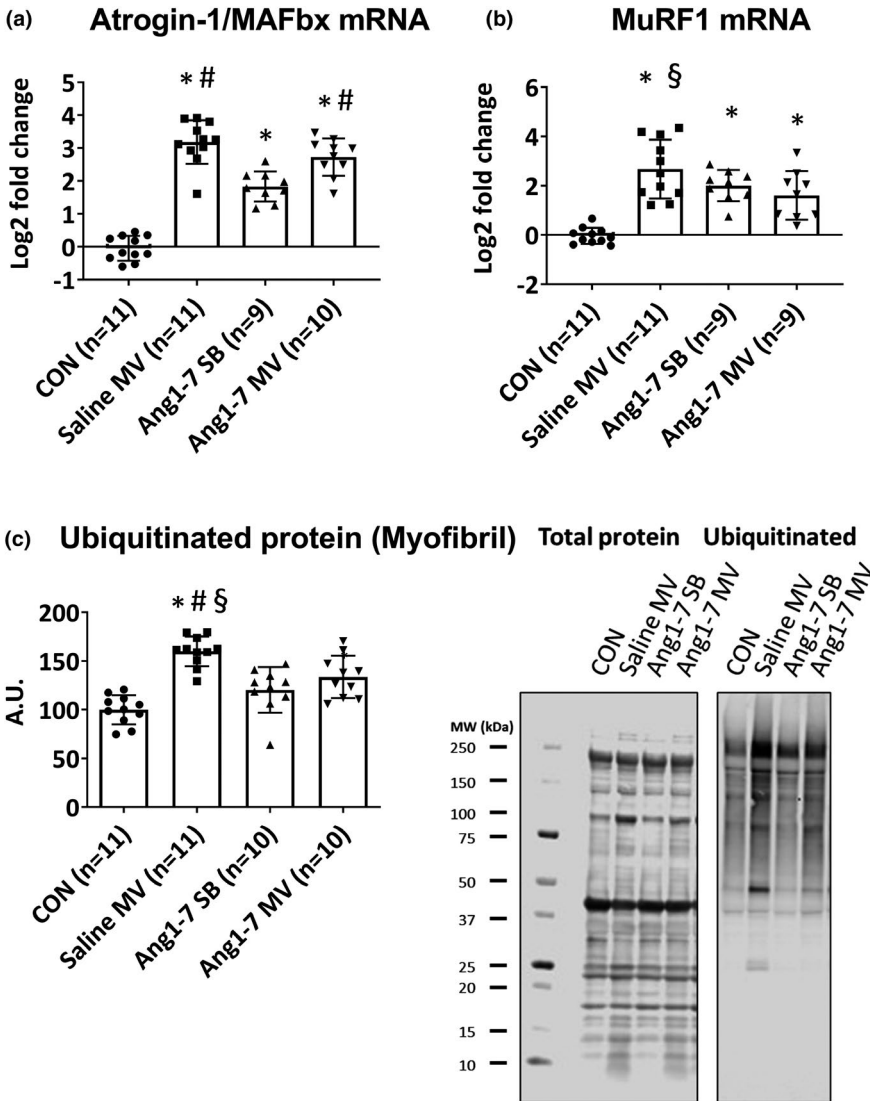 (a) Atrogin-1/MAFbx mRNA
Log2 fold change
5
4
3
2
1
0
-1
* #
*
* #
CON (n=11)
Saline MV (n=11)
Ang1-7 SB (n=9)
Ang1-7 MV (n=10)
(b) MuRF1 mRNA
Log2 fold change
6
4
2
0
-2
* §
*
*
CON (n=11)
Saline MV (n=11)
Ang1-7 SB (n=9)
Ang1-7 MV (n=9)
(c) Ubiquitinated protein (Myofibril)
A.U.
200
150
100
50
0
* # §
CON (n=11)
Saline MV (n=11)
Ang1-7 SB (n=10)
Ang1-7 MV (n=10)
Total protein
CON
Saline MV
Ang1-7 SB
Ang1-7 MV
Ubiquitinated
CON
Saline MV
Ang1-7 SB
Ang1-7 MV
MW (kDa)
250
150
100
75
50
37
25
20
15
10